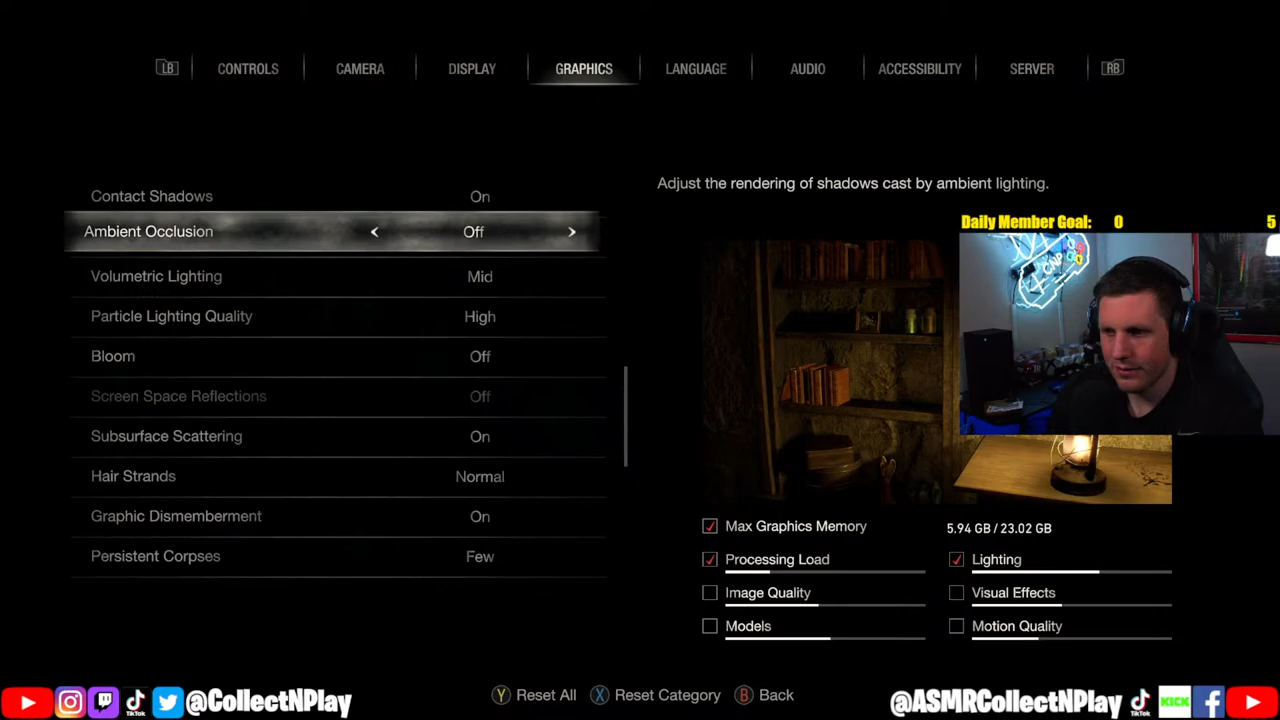 LB CONTROLS CAMERA DISPLAY GRAPHICS LANGUAGE AUDIO ACCESSIBILITY SERVER RB
Contact Shadows On
Ambient Occlusion Off
Volumetric Lighting Mid
Particle Lighting Quality High
Bloom Off
Screen Space Reflections Off
Subsurface Scattering On
Hair Strands Normal
Graphic Dismemberment On
Persistent Corpses Few
Adjust the rendering of shadows cast by ambient lighting.
Daily Member Goal: 0 5
CNP
Max Graphics Memory 5.94 GB / 23.02 GB
Processing Load Lighting
Image Quality Visual Effects
Models Motion Quality
TikTok @CollectNPlay
Y Reset All X Reset Category B Back
@ASMRCollectNPlay TikTok KICK